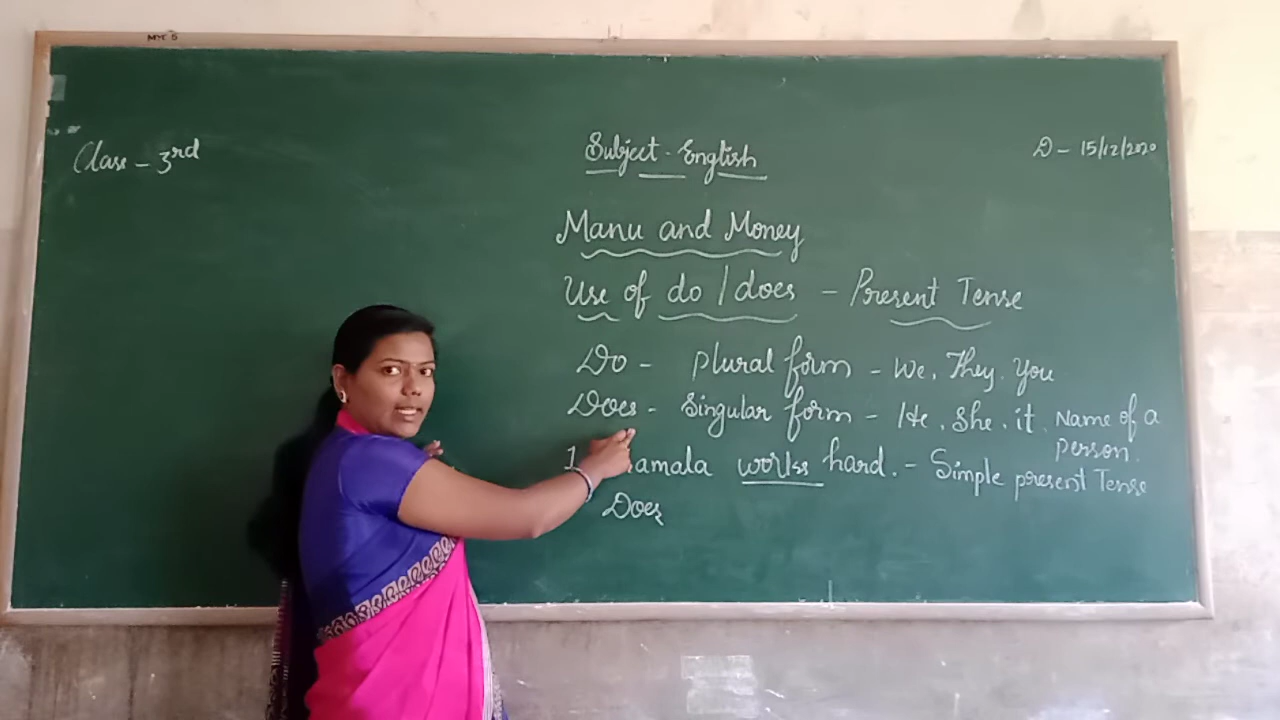 MY 5
Class - 3rd
Subject - English
D - 15/12/2020
Manu and Money
Use of do / does - Present Tense
Do - plural form - We, They, You
Does - Singular form - He, She, it, Name of a person.
1 amala works hard. - Simple present Tense
Does